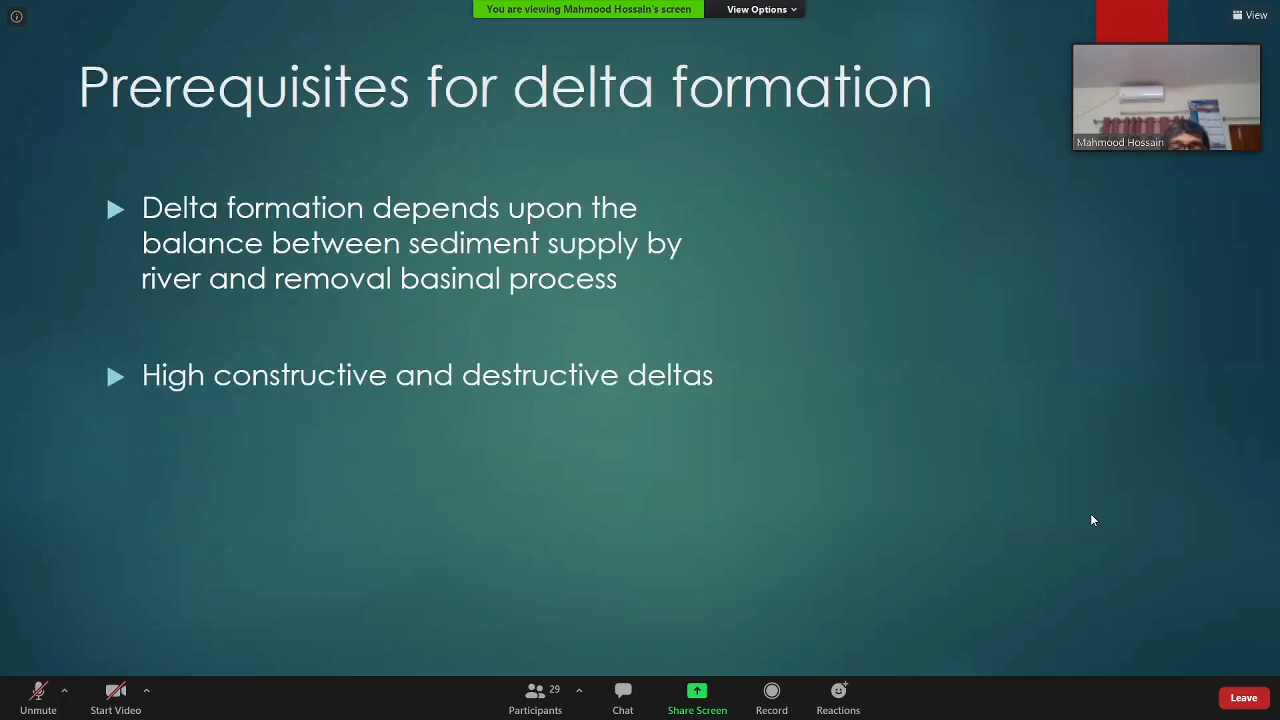 You are viewing Mahmood Hossain's screen
View Options
View
Prerequisites for delta formation
Mahmood Hossain
Delta formation depends upon the
balance between sediment supply by
river and removal basinal process
High constructive and destructive deltas
Unmute
Start Video
29
Participants
Chat
Share Screen
Record
Reactions
Leave